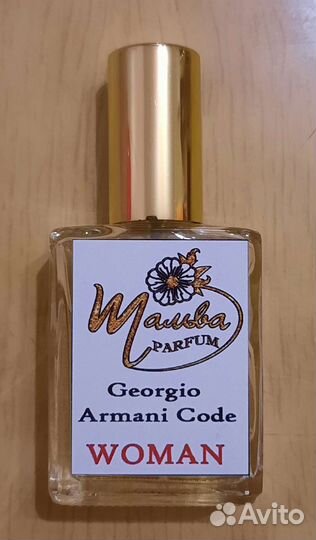 Мальва
PARFUM
Georgio
Armani Code
WOMAN
Avito